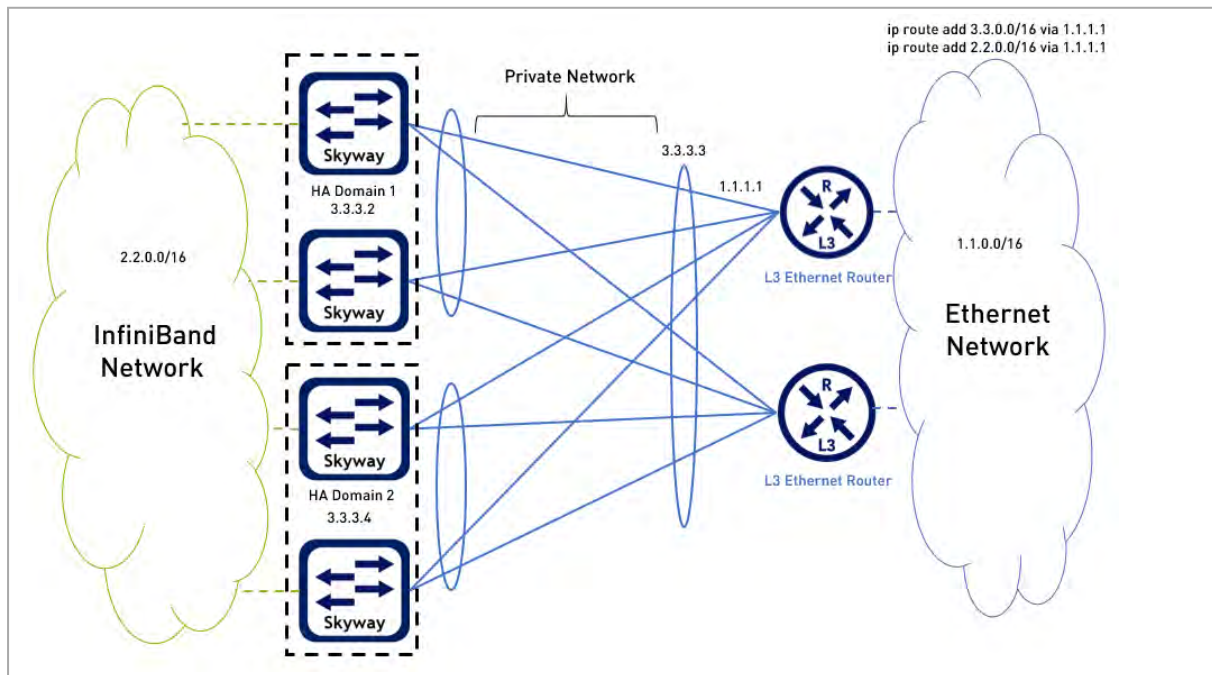 ip route add 3.3.0.0/16 via 1.1.1.1
ip route add 2.2.0.0/16 via 1.1.1.1
Private Network
Skyway
HA Domain 1
3.3.3.2
Skyway
3.3.3.3
1.1.1.1
R
L3
L3 Ethernet Router
2.2.0.0/16
InfiniBand
Network
1.1.0.0/16
Ethernet
Network
Skyway
HA Domain 2
3.3.3.4
Skyway
R
L3
L3 Ethernet Router